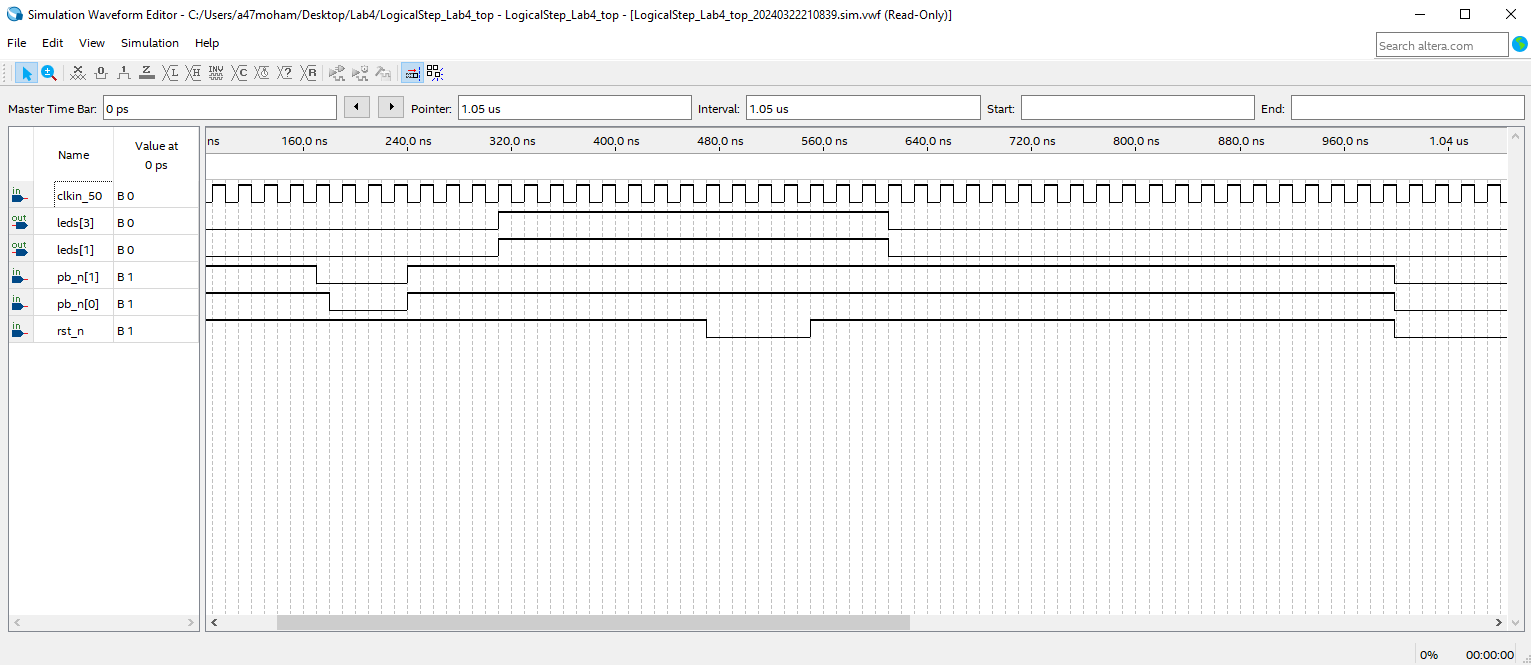 Simulation Waveform Editor - C:/Users/a47moham/Desktop/Lab4/LogicalStep_Lab4_top - LogicalStep_Lab4_top - [LogicalStep_Lab4_top_20240322210839.sim.vwf (Read-Only)]
File Edit View Simulation Help
Search altera.com
Master Time Bar: 0 ps Pointer: 1.05 us Interval: 1.05 us Start: End:
Name Value at 0 ps
ns 160.0 ns 240.0 ns 320.0 ns 400.0 ns 480.0 ns 560.0 ns 640.0 ns 720.0 ns 800.0 ns 880.0 ns 960.0 ns 1.04 us
in clkin_50 B 0
out leds[3] B 0
out leds[1] B 0
in pb_n[1] B 1
in pb_n[0] B 1
in rst_n B 1
0% 00:00:00